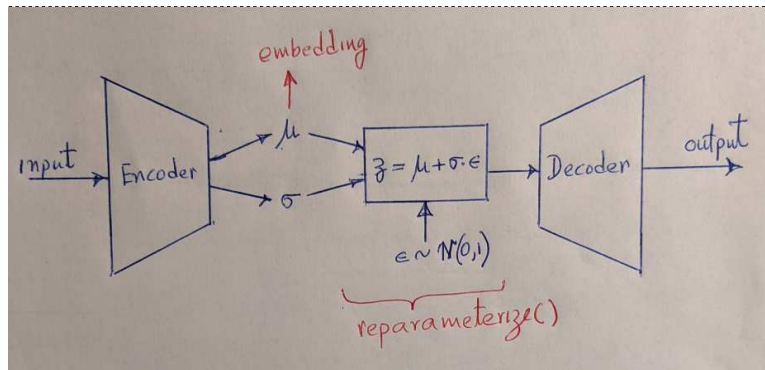 embedding
input
Encoder
μ
σ
z = μ+σ·ϵ
ϵ ~ N(0,1)
Decoder
output
reparameterize()